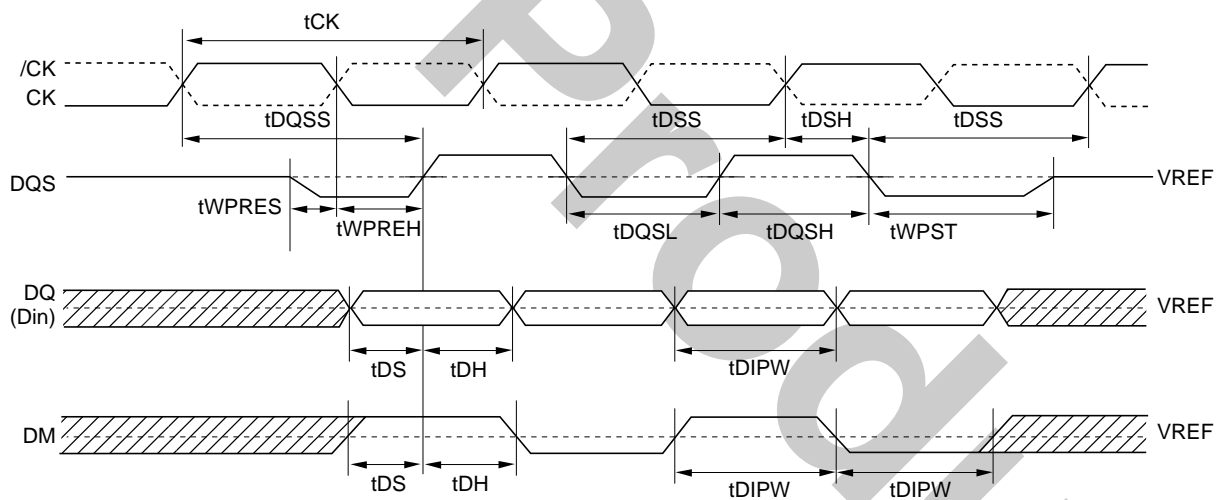 tCK
/CK
CK
tDQSS
tDSS
tDSH
tDSS
DQS
VREF
tWPRES
tWPREH
tDQSL
tDQSH
tWPST
DQ
(Din)
VREF
tDS
tDH
tDIPW
DM
VREF
tDS
tDH
tDIPW
tDIPW